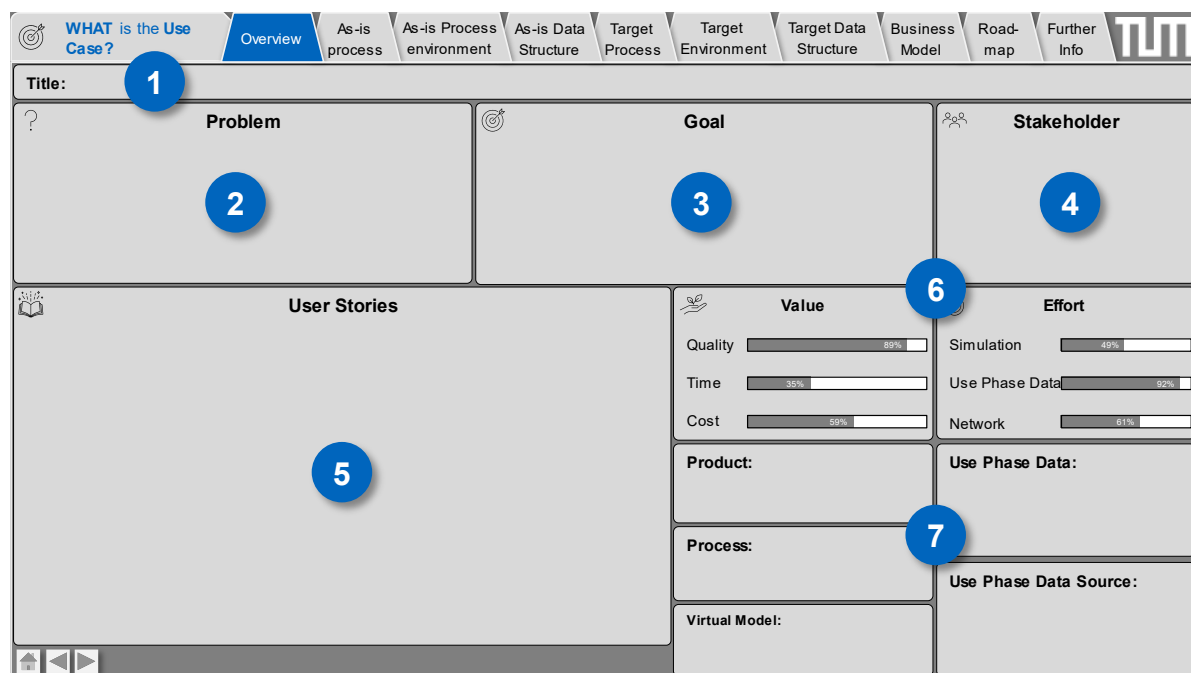 WHAT is the Use
Case?
Overview
As-is
process
As-is Process
environment
As-is Data
Structure
Target
Process
Target
Environment
Target Data
Structure
Business
Model
Road-
map
Further
Info
TUM
Title:
1
Problem
Goal
Stakeholder
2
3
4
User Stories
5
Value
6
Effort
Quality 89%
Time 35%
Cost 59%
Simulation 49%
Use Phase Data 92%
Network 61%
Product:
Use Phase Data:
7
Process:
Use Phase Data Source:
Virtual Model: